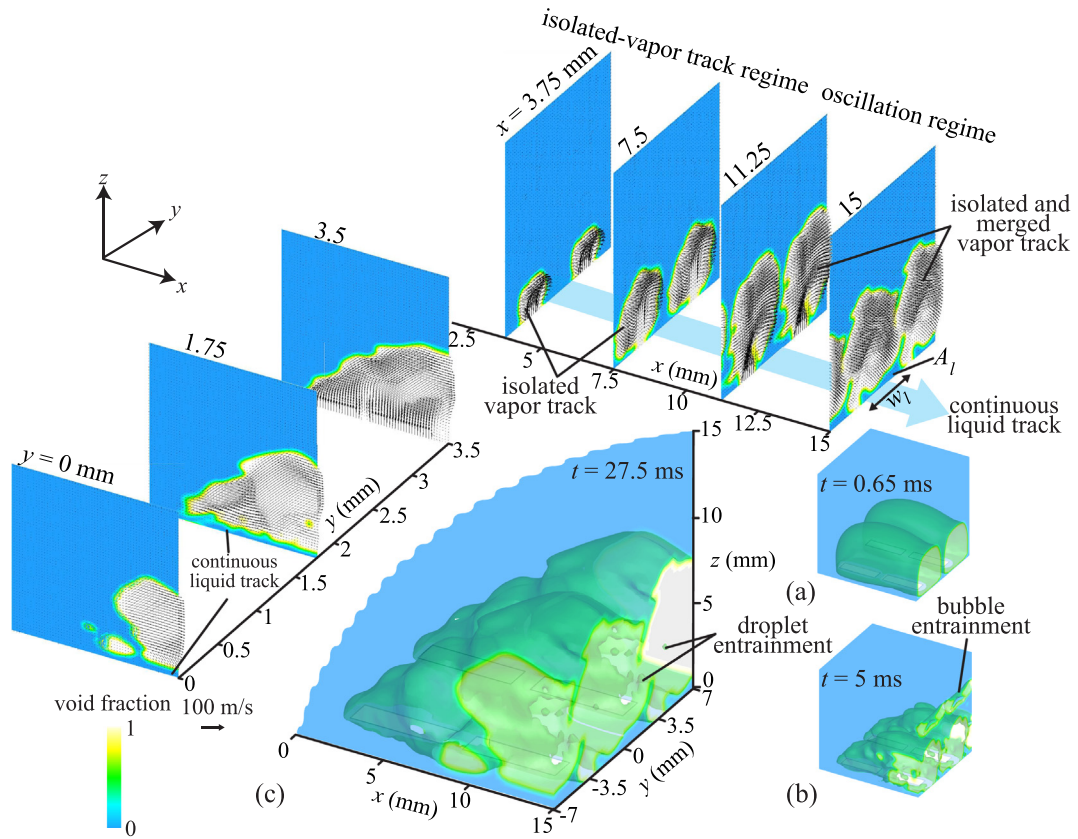 isolated-vapor track regime oscillation regime
x = 3.75 mm
7.5
11.25
15
z
y
x
isolated and
merged
vapor track
3.5
1.75
y = 0 mm
2.5
5
7.5
x (mm)
10
12.5
15
isolated
vapor track
A_l
w_l
continuous
liquid track
3.5
3
2.5
y (mm)
2
1.5
1
0.5
0
continuous
liquid track
t = 27.5 ms
15
10
z (mm)
5
0
t = 0.65 ms
(a)
droplet
entrainment
bubble
entrainment
t = 5 ms
(b)
void fraction
1
0
100 m/s
(c)
0
5
x (mm)
10
15
-7
-3.5
y (mm)
0
3.5
7